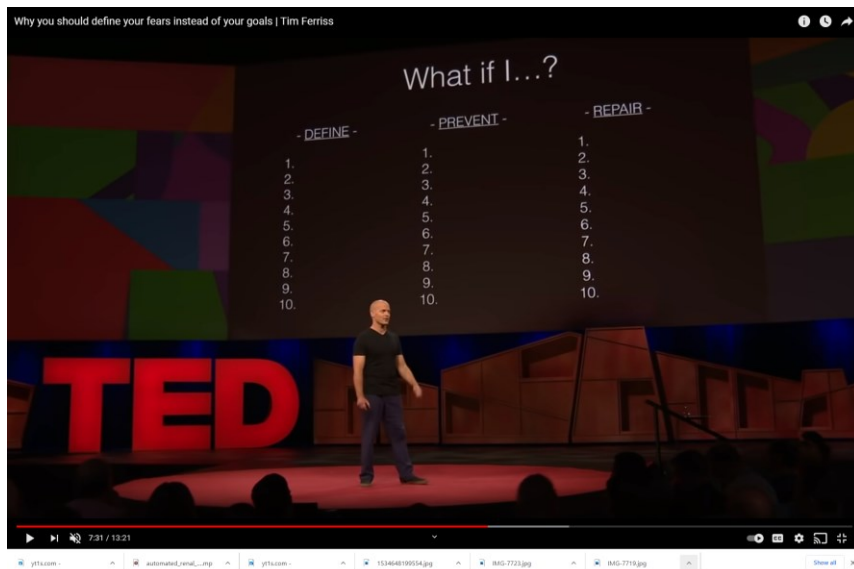 Why you should define your fears instead of your goals | Tim Ferriss
What if I...?
- DEFINE -
1.
2.
3.
4.
5.
6.
7.
8.
9.
10.
- PREVENT -
1.
2.
3.
4.
5.
6.
7.
8.
9.
10.
- REPAIR -
1.
2.
3.
4.
5.
6.
7.
8.
9.
10.
TED
7:31 / 13:21
yt1s.com -
automated_renal_...mp
yt1s.com -
1534648199554.jpg
IMG-7723.jpg
IMG-7719.jpg
Show all